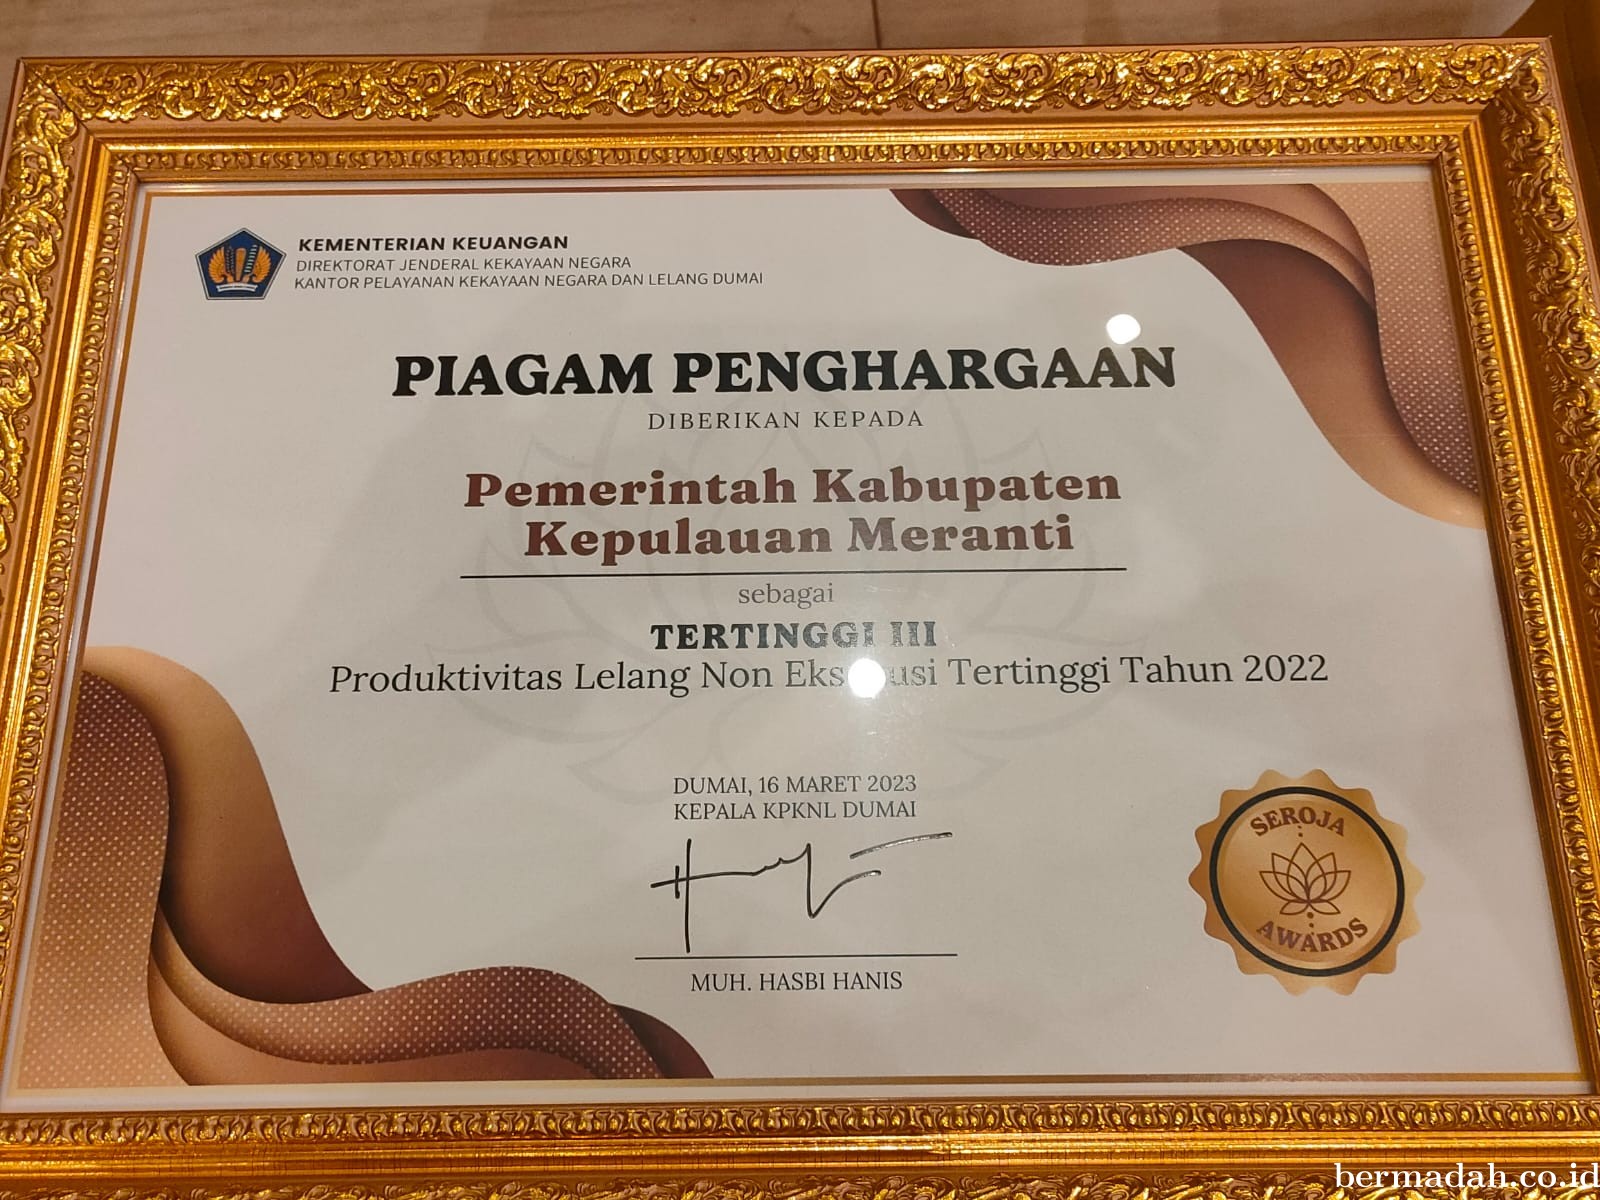 KEMENTERIAN KEUANGAN
DIREKTORAT JENDERAL KEKAYAAN NEGARA
KANTOR PELAYANAN KEKAYAAN NEGARA DAN LELANG DUMAI
PIAGAM PENGHARGAAN
DIBERIKAN KEPADA
Pemerintah Kabupaten
Kepulauan Meranti
sebagai
TERTINGGI III
Produktivitas Lelang Non Tertinggi Tahun 2022
DUMAI, 16 MARET 2023
KEPALA KPKNL DUMAI
MUH. HASBI HANIS
SEROJA
AWARDS
bermadah.co.id